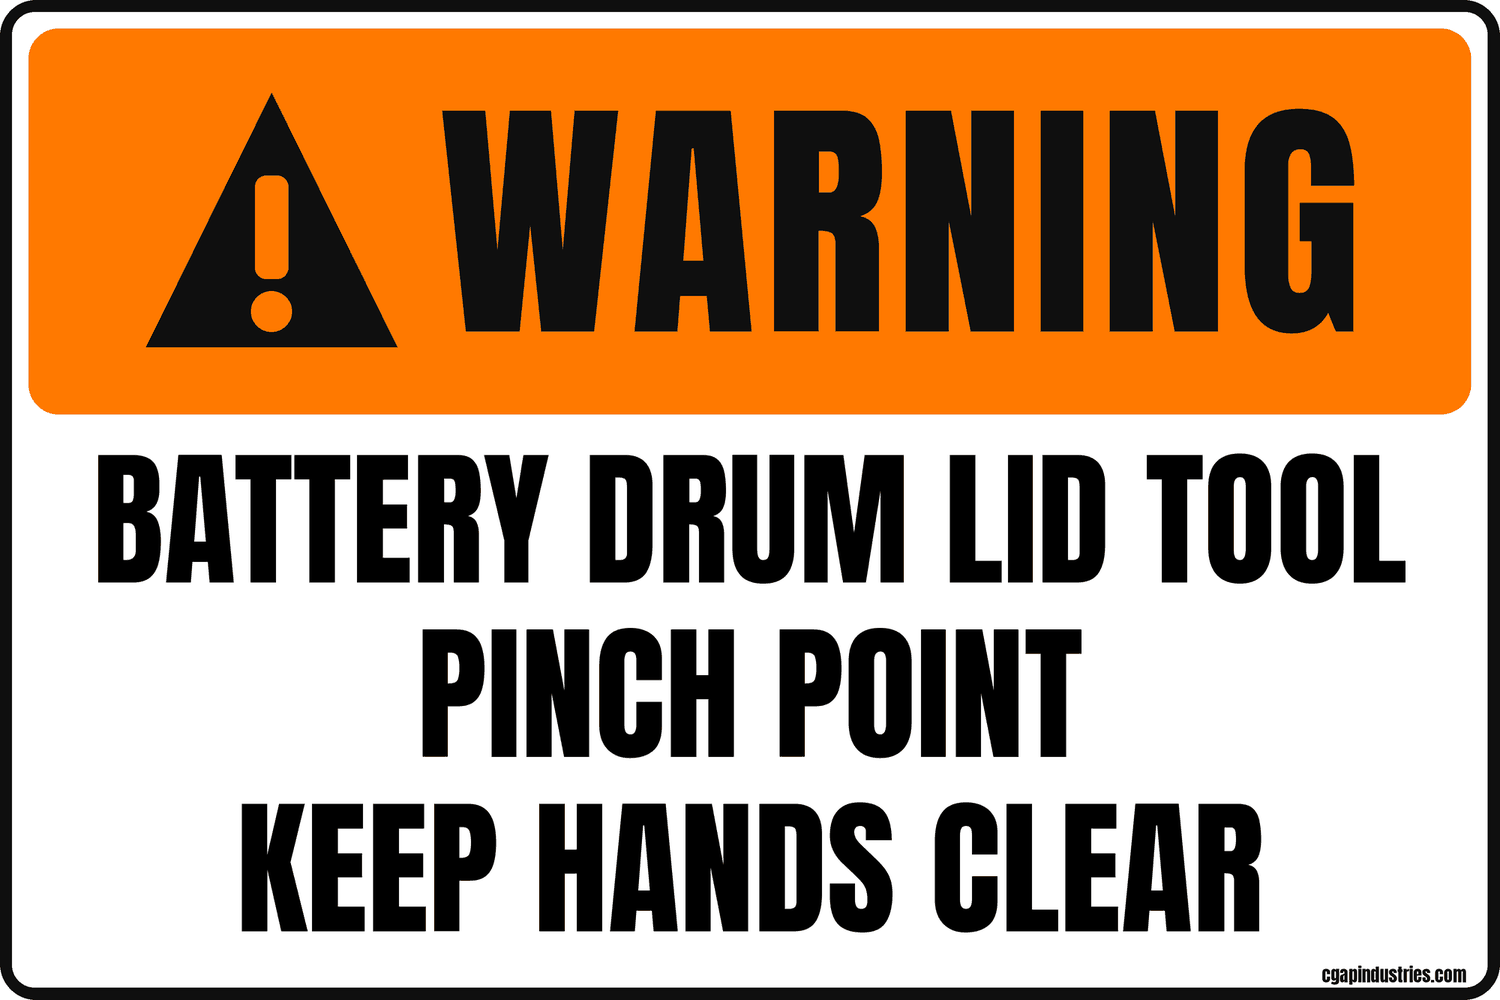 WARNING
BATTERY DRUM LID TOOL
PINCH POINT
KEEP HANDS CLEAR
cgapindustries.com